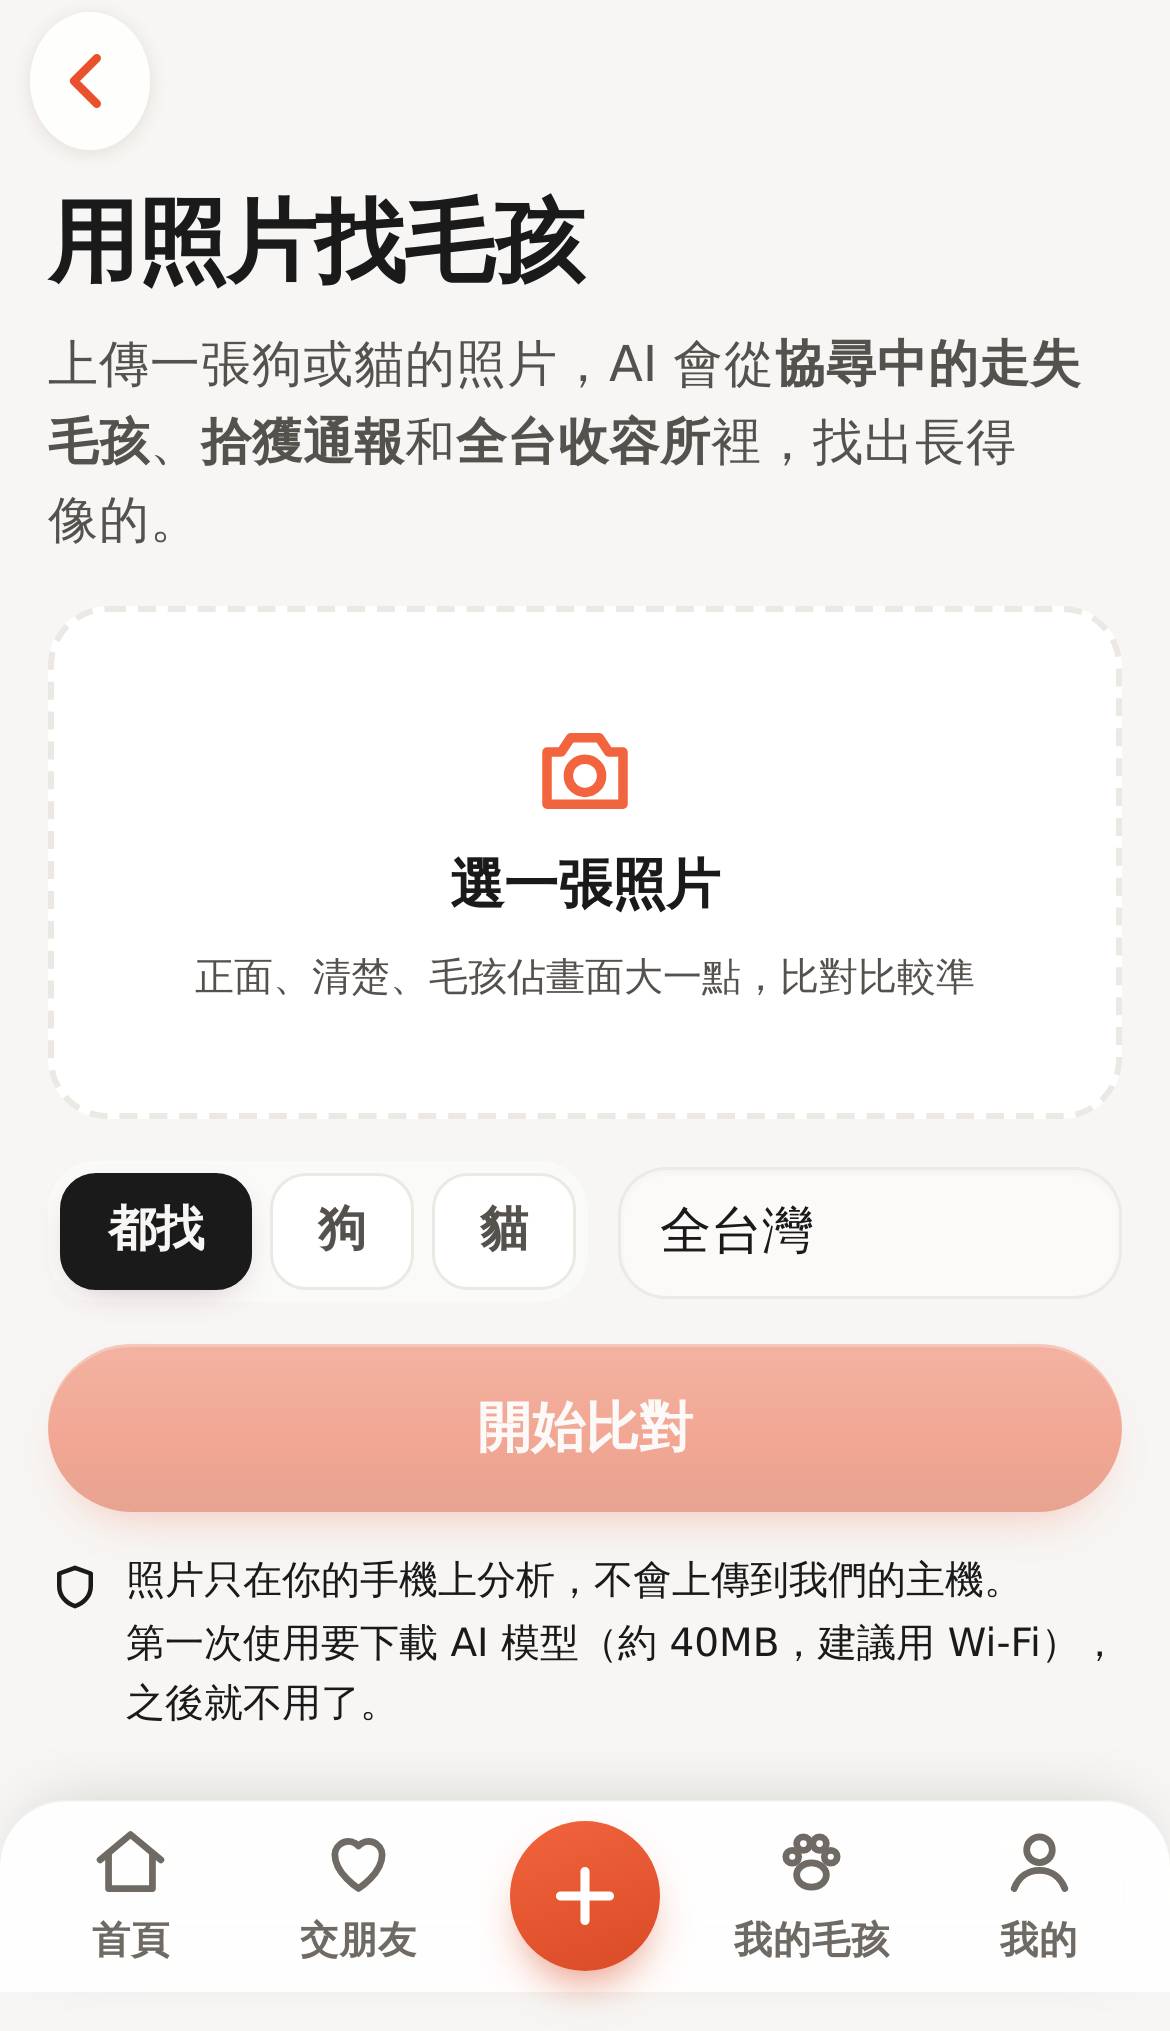 用照片找毛孩
上傳一張狗或貓的照片，AI 會從協尋中的走失
毛孩、拾獲通報和全台收容所裡，找出長得
像的。
選一張照片
正面、清楚、毛孩佔畫面大一點，比對比較準
都找 狗 貓 全台灣
開始比對
照片只在你的手機上分析，不會上傳到我們的主機。
第一次使用要下載 AI 模型（約 40MB，建議用 Wi-Fi），
之後就不用了。
首頁 交朋友 我的毛孩 我的